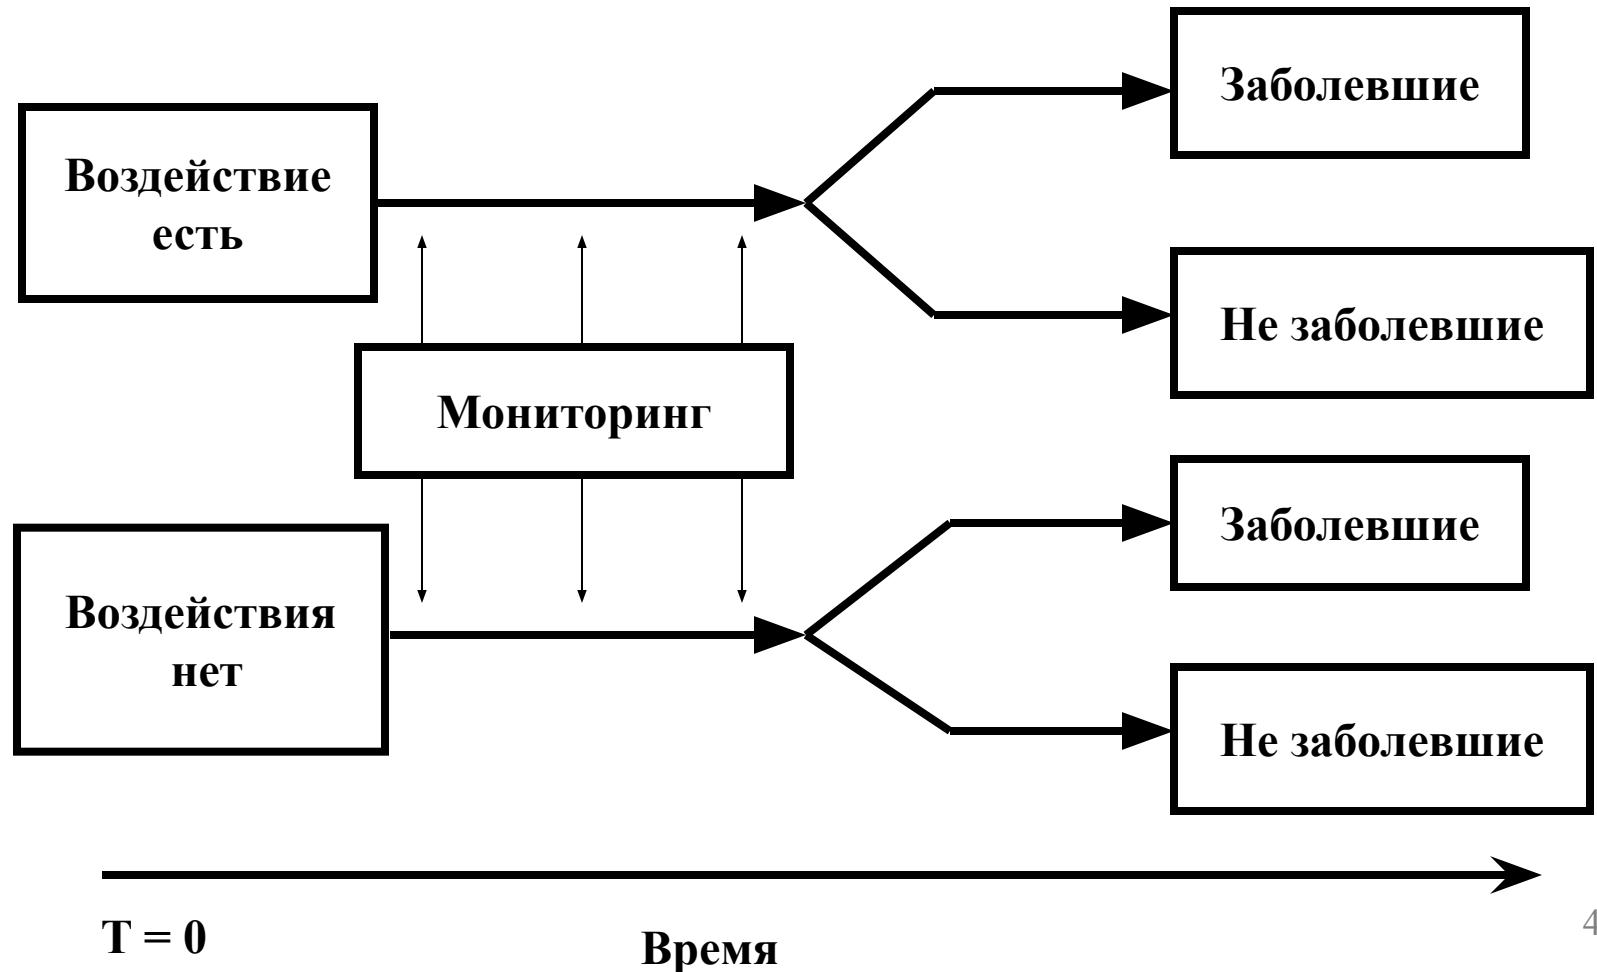 Заболевшие
Воздействие
есть
Не заболевшие
Мониторинг
Заболевшие
Воздействия
нет
Не заболевшие
T = 0
Время
4